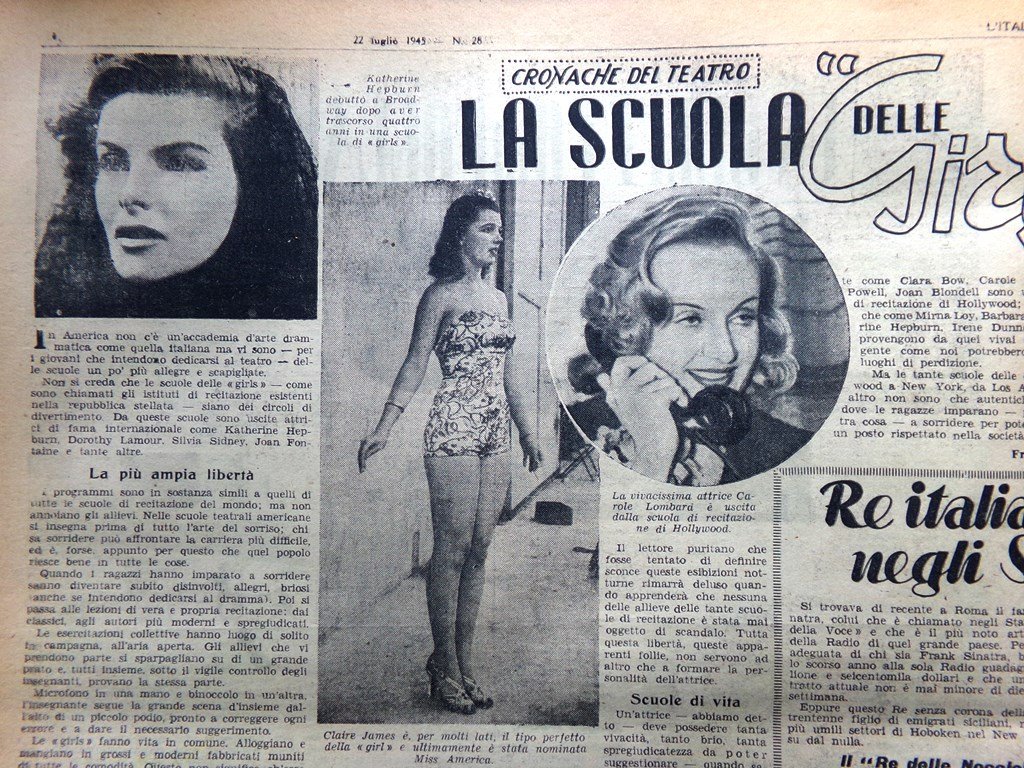 22 luglio 1945 - N. 28
L'ITAL
Katherine
Hepburn
debuttò a Broad-
way dopo aver
trascorso quattro
anni in una scuo-
la di « girls ».
CRONACHE DEL TEATRO
LA SCUOLA
DELLE
In America non c'è un'accademia d'arte dram-
matica come quella italiana ma vi sono — per
i giovani che intendono dedicarsi al teatro — del-
le scuole un po' più allegre e scapigliate.
Non si creda che le scuole delle « girls » — come
sono chiamati gli istituti di recitazione esistenti
nella repubblica stellata — siano dei circoli di
divertimento. Da queste scuole sono uscite attri-
ci di fama internazionale come Katherine Hep-
burn, Dorothy Lamour, Silvia Sidney, Joan Fon-
taine e tante altre.
La più ampia libertà
I programmi sono in sostanza simili a quelli di
tutte le scuole di recitazione del mondo; ma non
annoiano gli allievi. Nelle scuole teatrali americane
si insegna prima di tutto l'arte del sorriso; chi
sa sorridere può affrontare la carriera più difficile,
ed è, forse, appunto per questo che quel popolo
riesce bene in tutte le cose.
Quando i ragazzi hanno imparato a sorridere
sanno diventare subito disinvolti, allegri, briosi
(anche se intendono dedicarsi al dramma). Poi si
passa alle lezioni di vera e propria recitazione: dai
classici, agli autori più moderni e spregiudicati.
Le esercitazioni collettive hanno luogo di solito
in campagna, all'aria aperta. Gli allievi che vi
prendono parte si sparpagliano su di un grande
prato e, tutti insieme, sotto il vigile controllo degli
insegnanti, provano la stessa parte.
Microfono in una mano e binoccolo in un'altra,
l'insegnante segue la grande scena d'insieme dal-
l'alto di un piccolo podio, pronto a correggere ogni
errore e a dare il necessario suggerimento.
Le « girls » fanno vita in comune. Alloggiano e
mangiano in grossi e moderni fabbricati muniti
di tutte le comodità. Questo non significa
Claire James è, per molti lati, il tipo perfetto
della « girl » e ultimamente è stata nominata
Miss America.
La vivacissima attrice Ca-
role Lombard è uscita
dalla scuola di recitazio-
ne di Hollywood.
Il lettore puritano che
fosse tentato di definire
sconce queste esibizioni not-
turne rimarrà deluso quan-
do apprenderà che nessuna
delle allieve delle tante scuo-
le di recitazione è stata mai
oggetto di scandalo. Tutta
questa libertà, queste appa-
renti follie, non servono ad
altro che a formare la per-
sonalità dell'attrice.
Scuole di vita
Un'attrice — abbiamo det-
to — deve possedere tanta
vivacità, tanto brio, tanta
spregiudicatezza da poter
suggestionare — quando
te come Clara Bow, Carole
Powell, Joan Blondell sono
di recitazione di Hollywood;
che come Mirna Loy, Barbara
rine Hepburn, Irene Dunn
provengono da quei vivai
gente come noi potrebbero
luoghi di perdizione.
Ma le tante scuole delle
wood a New York, da Los A
altro non sono che autentic
dove le ragazze imparano —
tra cosa — a sorridere per pote
un posto rispettato nella società
Fr
Re italia
negli S
Si trovava di recente a Roma il fa
natra, colui che è chiamato negli Sta
della Voce » e che è il più noto art
della Radio di quel grande paese. Pe
adeguata di chi sia Frank Sinatra, b
lo scorso anno alla sola Radio guadag
lione e seicentomila dollari e che un
tratto attuale non è mai minore di die
settimana.
Eppure questo Re senza corona dell
trentenne figlio di emigrati siciliani,
più umili settori di Hoboken nel New
su dal nulla.
Il "Re delle